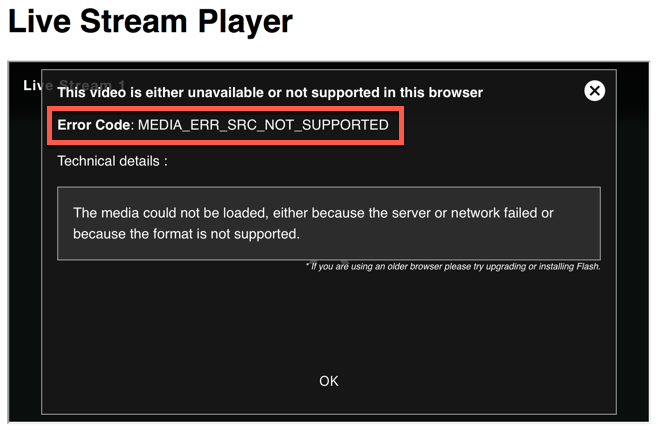 Live Stream Player
Live Stream 1
This video is either unavailable or not supported in this browser
Error Code: MEDIA_ERR_SRC_NOT_SUPPORTED
Technical details :
The media could not be loaded, either because the server or network failed or
because the format is not supported.
* If you are using an older browser please try upgrading or installing Flash.
OK